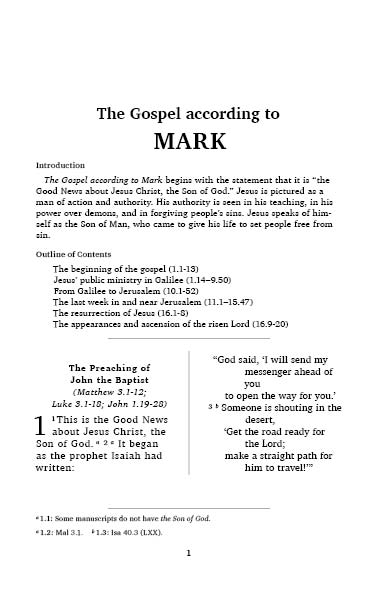 The Gospel according to
MARK
Introduction
The Gospel according to Mark begins with the statement that it is “the
Good News about Jesus Christ, the Son of God.” Jesus is pictured as a
man of action and authority. His authority is seen in his teaching, in his
power over demons, and in forgiving people's sins. Jesus speaks of him-
self as the Son of Man, who came to give his life to set people free from
sin.
Outline of Contents
The beginning of the gospel (1.1-13)
Jesus’ public ministry in Galilee (1.14–9.50)
From Galilee to Jerusalem (10.1-52)
The last week in and near Jerusalem (11.1–15.47)
The resurrection of Jesus (16.1-8)
The appearances and ascension of the risen Lord (16.9-20)
The Preaching of
John the Baptist
(Matthew 3.1-12;
Luke 3.1-18; John 1.19-28)
1 1 This is the Good News
about Jesus Christ, the
Son of God. a 2 a It began
as the prophet Isaiah had
written:
“God said, ‘I will send my
messenger ahead of
you
to open the way for you.’
3 b Someone is shouting in the
desert,
‘Get the road ready for
the Lord;
make a straight path for
him to travel!’”
a 1.1: Some manuscripts do not have the Son of God.
a 1.2: Mal 3.1. b 1.3: Isa 40.3 (LXX).
1